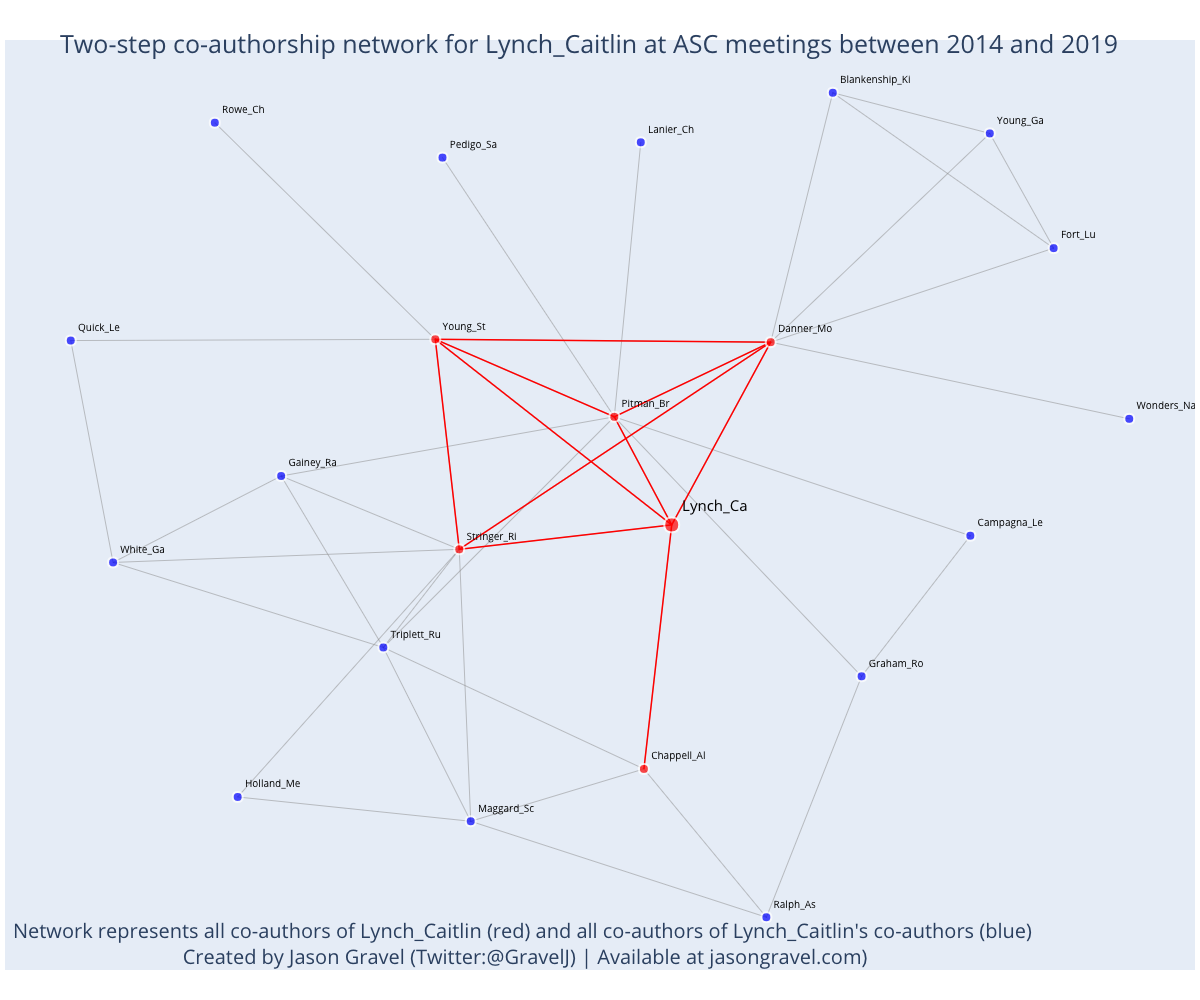 Two-step co-authorship network for Lynch_Caitlin at ASC meetings between 2014 and 2019
Blankenship_Ki
Rowe_Ch
Young_Ga
Lanier_Ch
Pedigo_Sa
Fort_Lu
Quick_Le
Young_St
Danner_Mo
Pitman_Br
Wonders_Na
Gainey_Ra
Lynch_Ca
Campagna_Le
Stringer_Ri
White_Ga
Triplett_Ru
Graham_Ro
Chappell_Al
Holland_Me
Maggard_Sc
Ralph_As
Network represents all co-authors of Lynch_Caitlin (red) and all co-authors of Lynch_Caitlin's co-authors (blue)
Created by Jason Gravel (Twitter:@GravelJ) | Available at jasongravel.com)